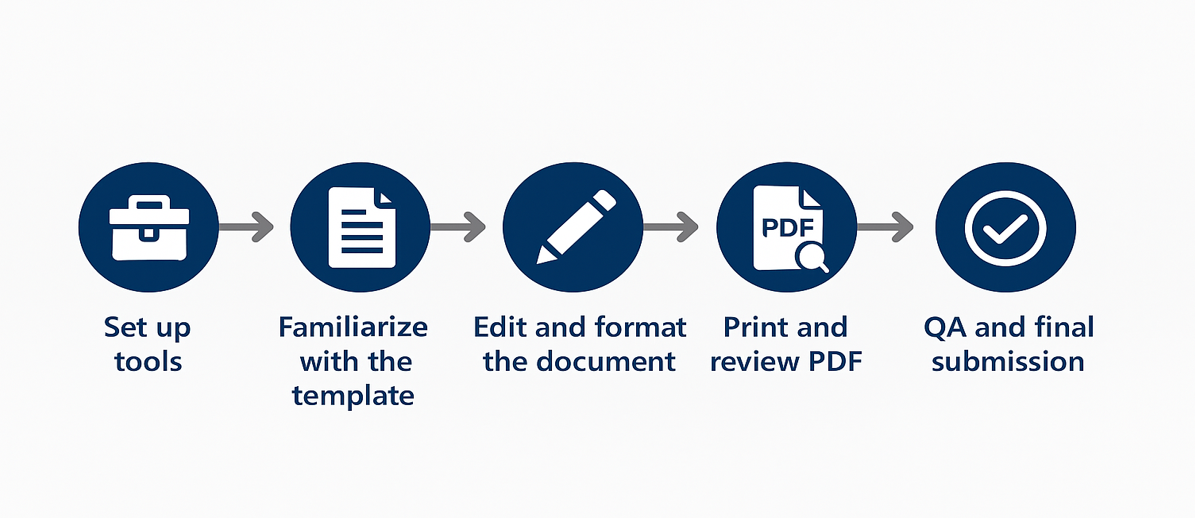 Set up
tools
Familiarize
with the
template
Edit and format
the document
PDF
Print and
review PDF
QA and final
submission